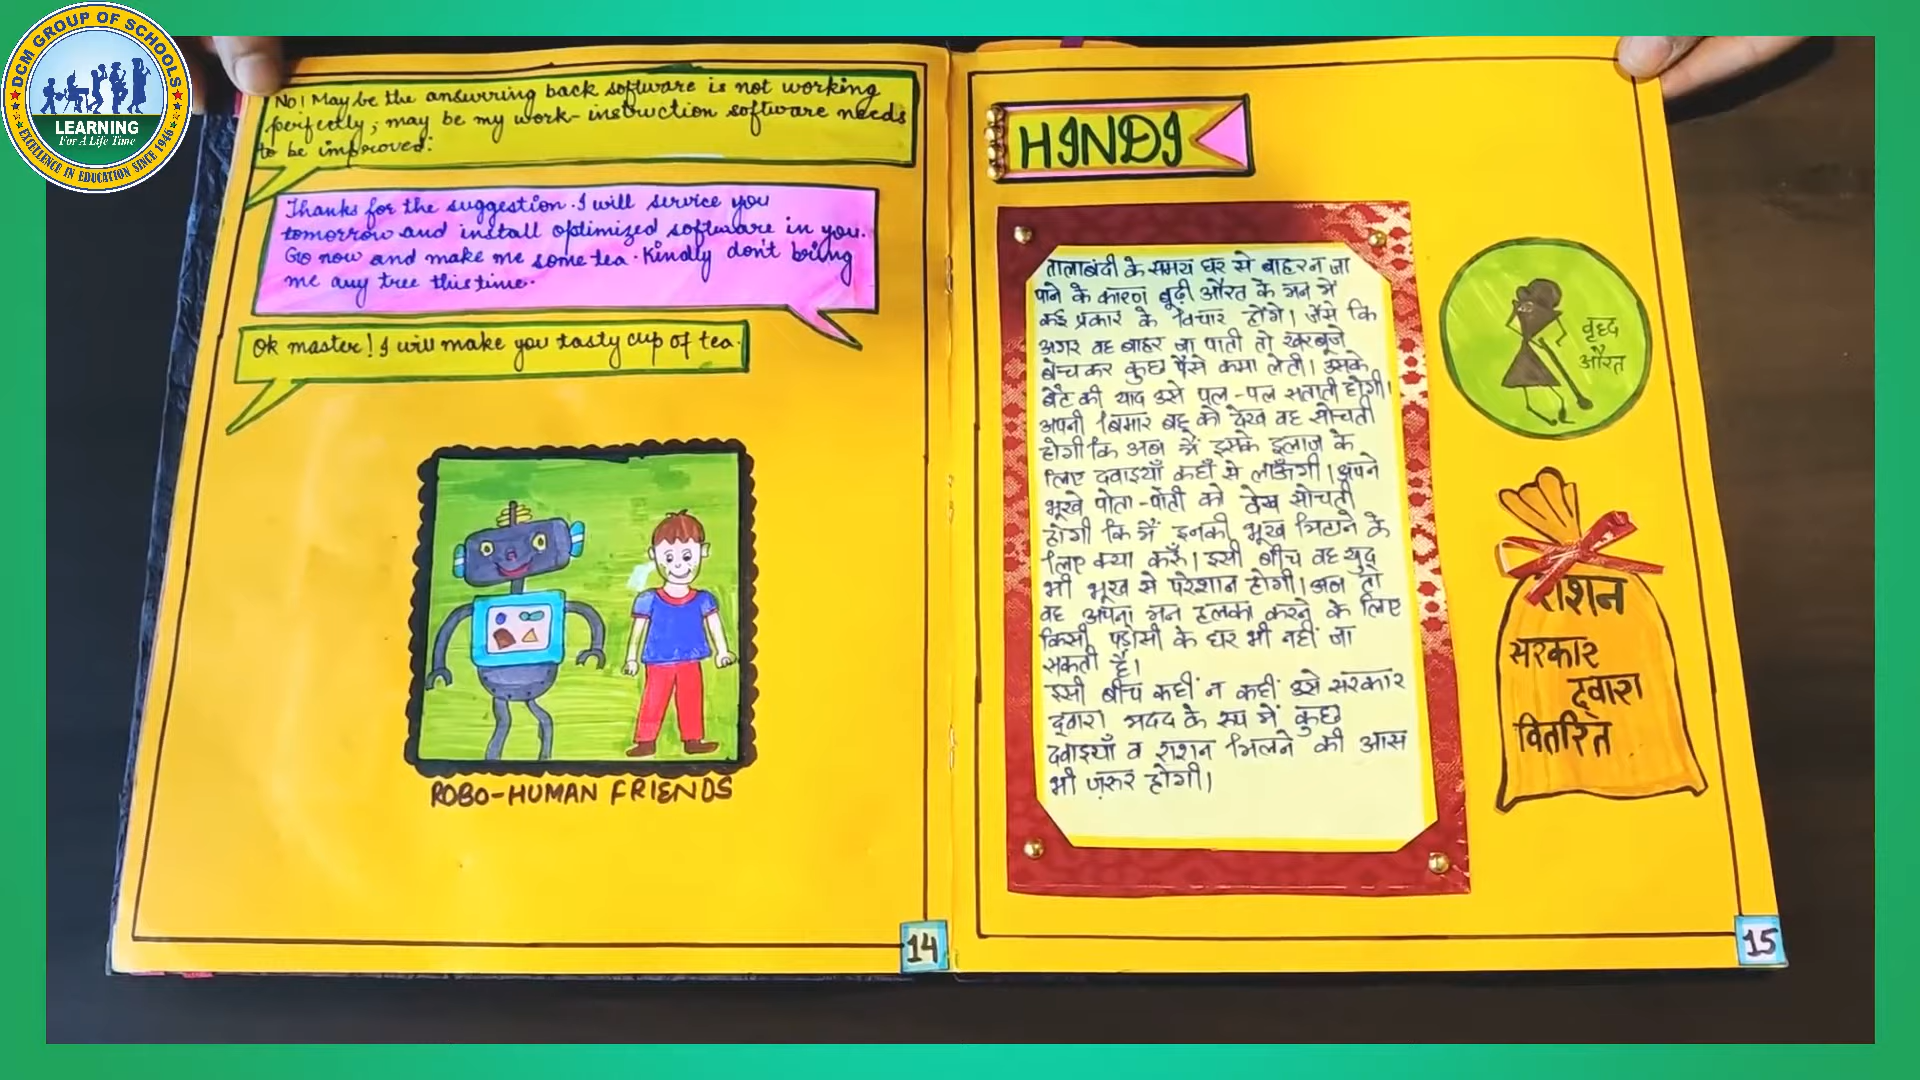 DCM GROUP OF SCHOOLS
LEARNING
For A Life Time
EXCELLENCE IN EDUCATION SINCE 1946
No! May be the answrring back software is not working
perfectly, may be my work-instruction software needs
to be improved.
Thanks for the suggestion. I will service you
tomorrow and install optimized software in you.
Go now and make me some tea. Kindly don't bring
me any tree this time.
Ok master! I will make you tasty cup of tea.
ROBO-HUMAN FRIENDS
14
HINDI
तालाबंदी के समय घर से बाहर न जा
पाने के कारण बूढ़ी औरत के मन में
कई प्रकार के विचार होंगे। जैसे कि
अगर वह बाहर जा पाती तो खरबूजे
बेचकर कुछ पैसे कमा लेती। उसके
बेटे की याद उसे पल-पल सताती होगी।
अपनी बिमार बहू को देख वह सोचती
होगी कि अब मैं इसके इलाज के
लिए दवाइयाँ कहाँ से लाऊँगी। अपने
भूखे पोता-पोती को देख सोचती
होगी कि मैं इनकी भूख मिटाने के
लिए क्या करूँ। इसी बीच वह खुद
भी भूख से परेशान होगी। अब तो
वह अपना मन हलका करने के लिए
किसी पड़ोसी के घर भी नहीं जा
सकती है।
इसी बीच कहीं न कहीं उसे सरकार
द्वारा मदद के रूप में कुछ
दवाइयाँ व राशन मिलने की आस
भी ज़रूर होगी।
वृद्द
औरत
राशन
सरकार
द्वारा
वितरित
15